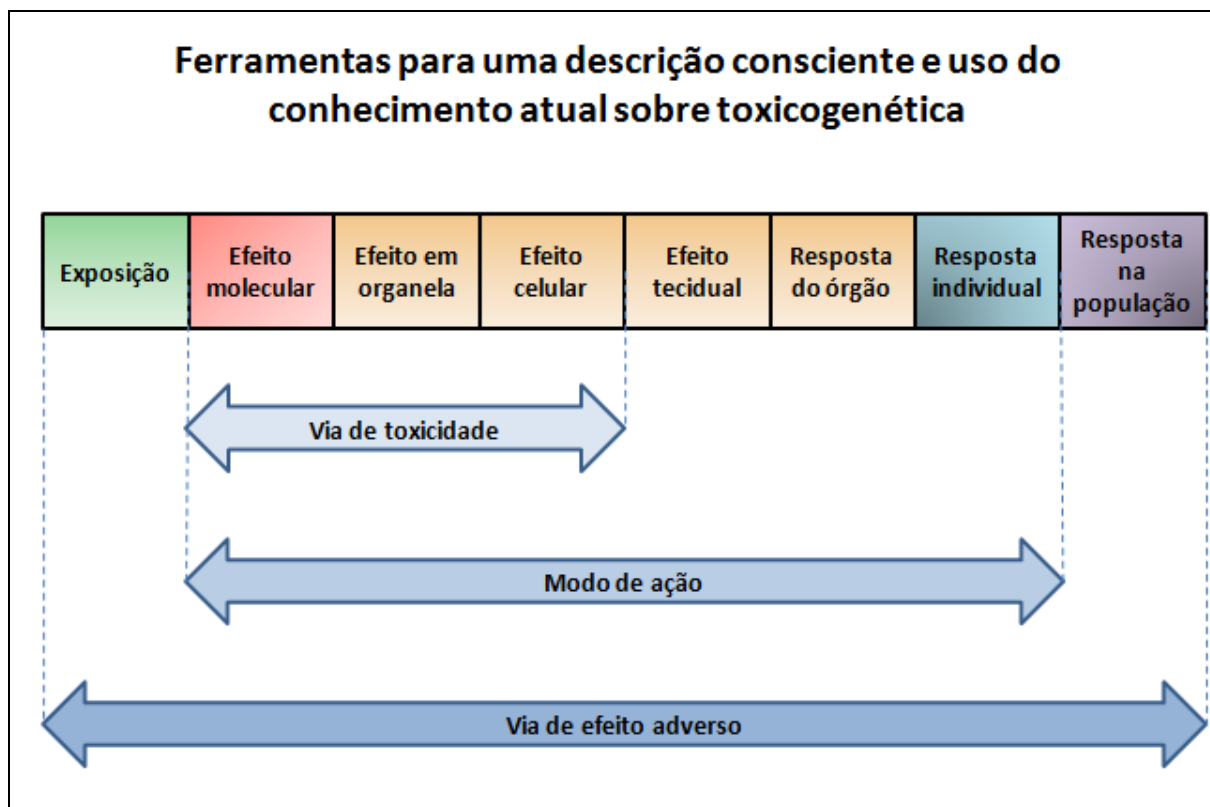 Ferramentas para uma descrição consciente e uso do
conhecimento atual sobre toxicogenética
Exposição
Efeito
molecular
Efeito em
organela
Efeito
celular
Efeito
tecidual
Resposta
do órgão
Resposta
individual
Resposta
na
população
Via de toxicidade
Modo de ação
Via de efeito adverso